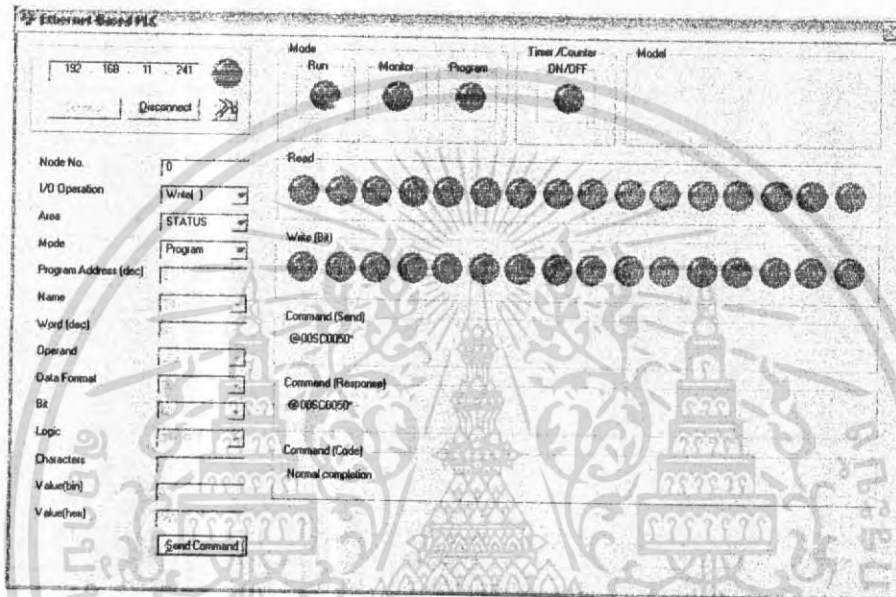 Ethernet-Based PLC
192 . 168 . 11 . 241
Disconnect
Mode
Run
Monitor
Program
Timer/Counter
ON/OFF
Model
Node No.
0
I/O Operation
Write( )
Area
STATUS
Mode
Program
Program Address (dec)
Name
Word (dec)
Operand
Data Format
Bit
Logic
Characters
Value(bin)
Value(hex)
Send Command
Read
Write (Bit)
Command (Send)
@00SC0050*
Command (Response)
@00SC0050*
Command (Code)
Normal completion